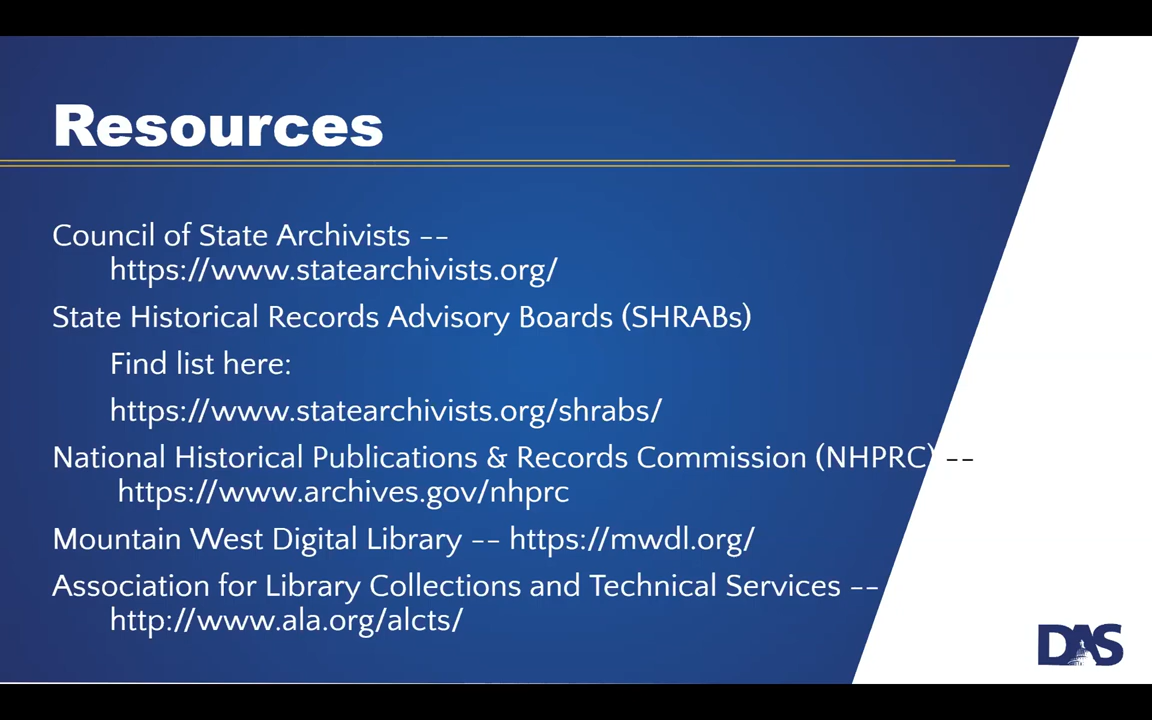 Resources
Council of State Archivists --
https://www.statearchivists.org/
State Historical Records Advisory Boards (SHRABs)
Find list here:
https://www.statearchivists.org/shrabs/
National Historical Publications & Records Commission (NHPRC) --
https://www.archives.gov/nhprc
Mountain West Digital Library -- https://mwdl.org/
Association for Library Collections and Technical Services --
http://www.ala.org/alcts/
DAS